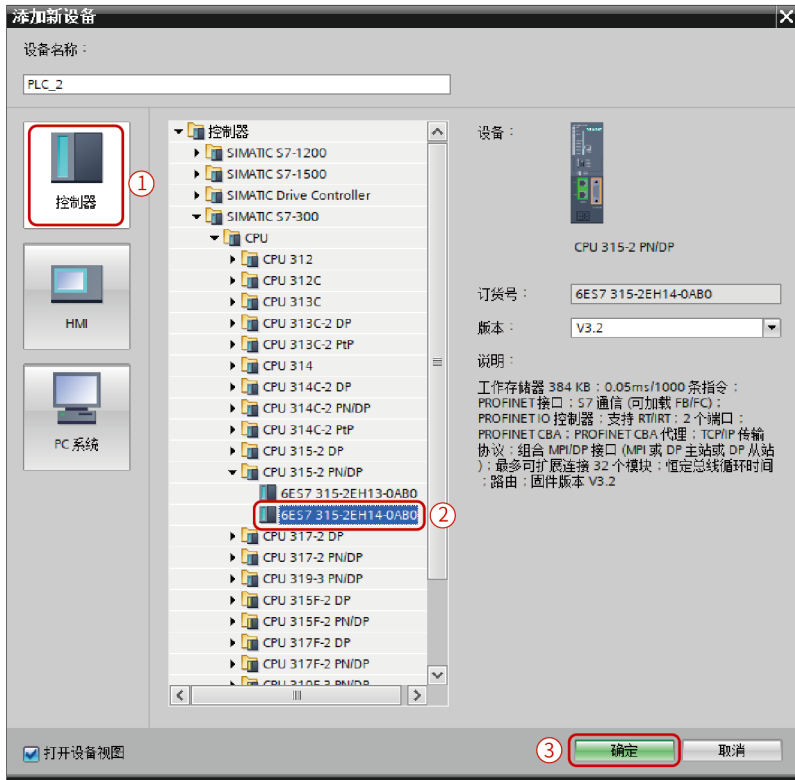 添加新设备
设备名称：
PLC_2
控制器
HMI
PC 系统
①
控制器
SIMATIC S7-1200
SIMATIC S7-1500
SIMATIC Drive Controller
SIMATIC S7-300
CPU
CPU 312
CPU 312C
CPU 313C
CPU 313C-2 DP
CPU 313C-2 PtP
CPU 314
CPU 314C-2 DP
CPU 314C-2 PN/DP
CPU 314C-2 PtP
CPU 315-2 DP
CPU 315-2 PN/DP
6ES7 315-2EH13-0AB0
6ES7 315-2EH14-0AB0
②
CPU 317-2 DP
CPU 317-2 PN/DP
CPU 319-3 PN/DP
CPU 315F-2 DP
CPU 315F-2 PN/DP
CPU 317F-2 DP
CPU 317F-2 PN/DP
设备：
CPU 315-2 PN/DP
订货号：
6ES7 315-2EH14-0AB0
版本：
V3.2
说明：
工作存储器 384 KB；0.05ms/1000 条指令；
PROFINET 接口；S7 通信 (可加载 FB/FC)；
PROFINET IO 控制器；支持 RT/IRT；2 个端口；
PROFINET CBA；PROFINET CBA 代理；TCP/IP 传输
协议；组合 MPI/DP 接口 (MPI 或 DP 主站或 DP 从站
)；最多可扩展连接 32 个模块；恒定总线循环时间
；路由；固件版本 V3.2
打开设备视图
③
确定
取消